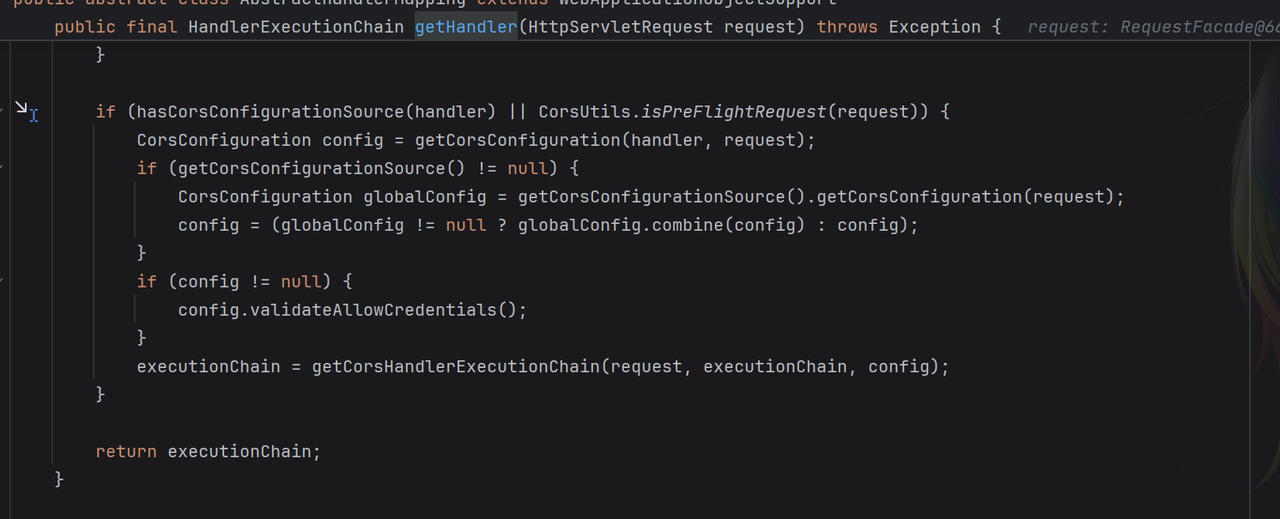 public abstract class AbstractHandlerMapping extends WebApplicationObjectSupport
public final HandlerExecutionChain getHandler(HttpServletRequest request) throws Exception {   request: RequestFacade@6
}
if (hasCorsConfigurationSource(handler) || CorsUtils.isPreFlightRequest(request)) {
CorsConfiguration config = getCorsConfiguration(handler, request);
if (getCorsConfigurationSource() != null) {
CorsConfiguration globalConfig = getCorsConfigurationSource().getCorsConfiguration(request);
config = (globalConfig != null ? globalConfig.combine(config) : config);
}
if (config != null) {
config.validateAllowCredentials();
}
executionChain = getCorsHandlerExecutionChain(request, executionChain, config);
}
return executionChain;
}